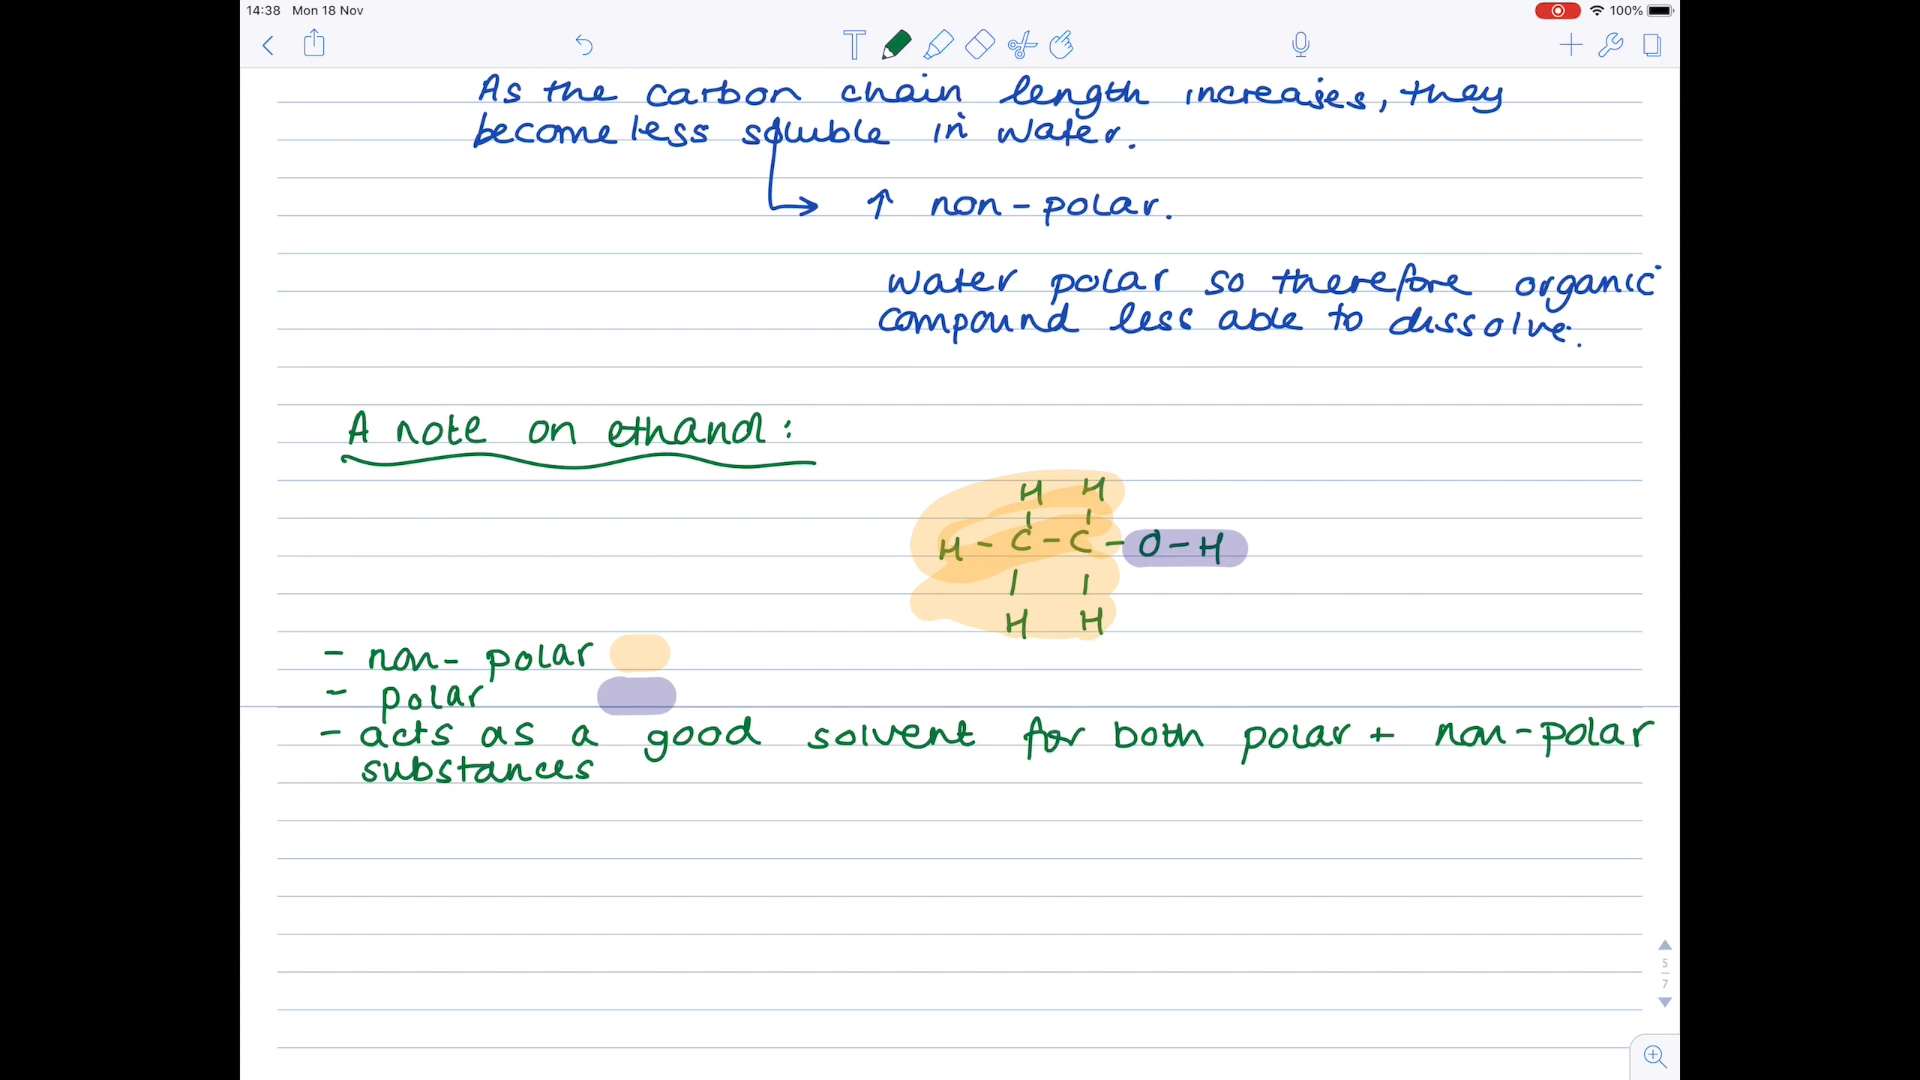 14:38 Mon 18 Nov
100%
As the carbon chain length increases, they
become less soluble in water.
↑ non-polar.
water polar so therefore organic
compound less able to dissolve.
A note on ethanol:
H H
H - C - C - O - H
H H
- non-polar
- polar
- acts as a good solvent for both polar + non-polar
substances
5
7